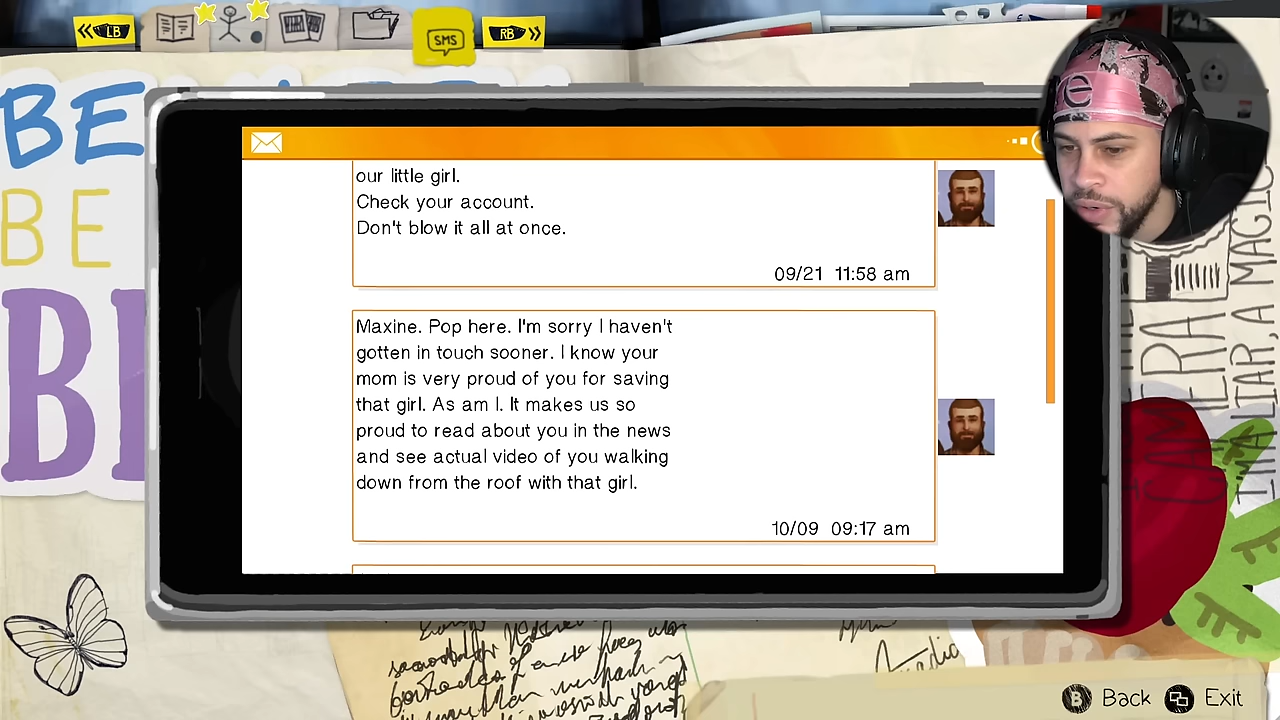 LB
SMS
RB
our little girl.
Check your account.
Don't blow it all at once.
09/21 11:58 am
Maxine. Pop here. I'm sorry I haven't
gotten in touch sooner. I know your
mom is very proud of you for saving
that girl. As am I. It makes us so
proud to read about you in the news
and see actual video of you walking
down from the roof with that girl.
10/09 09:17 am
BE
BE
B
B Back Exit